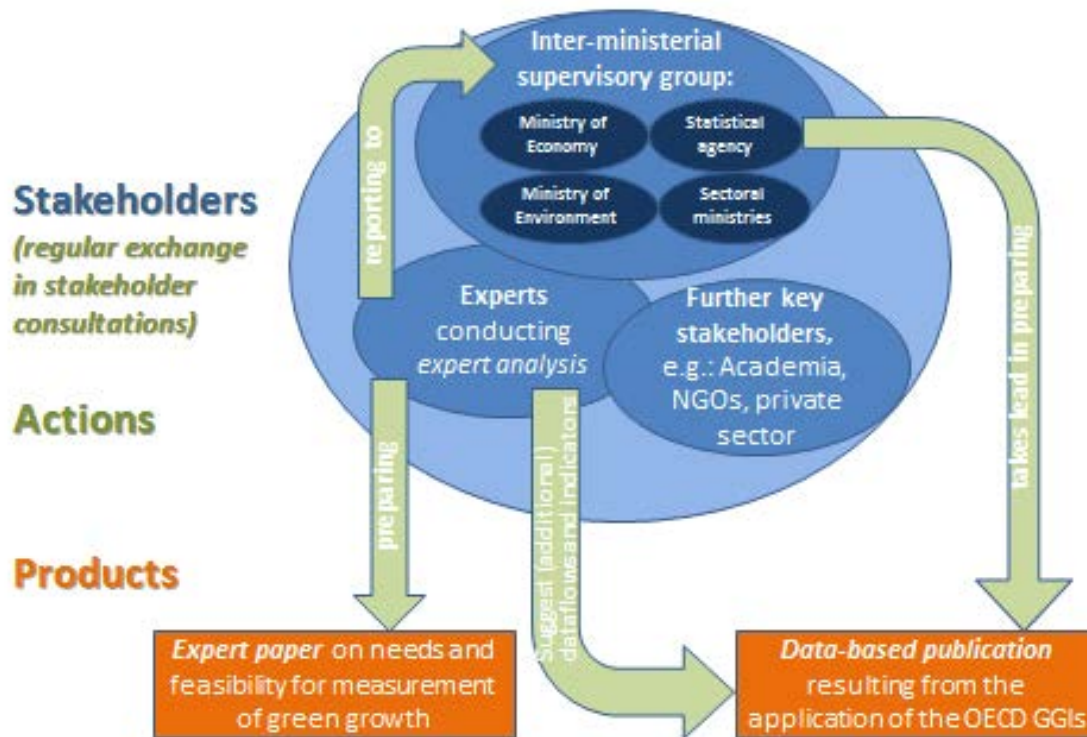 Inter-ministerial
supervisory group:
Ministry of
Economy
Statistical
agency
Ministry of
Environment
Sectoral
ministries
reporting to
Stakeholders
(regular exchange
in stakeholder
consultations)
Experts
conducting
expert analysis
Further key
stakeholders,
e.g.: Academia,
NGOs, private
sector
takes lead in preparing
Actions
preparing
Suggest (additional)
dataflows and indicators
Products
Expert paper on needs and
feasibility for measurement
of green growth
Data-based publication
resulting from the
application of the OECD GGIs